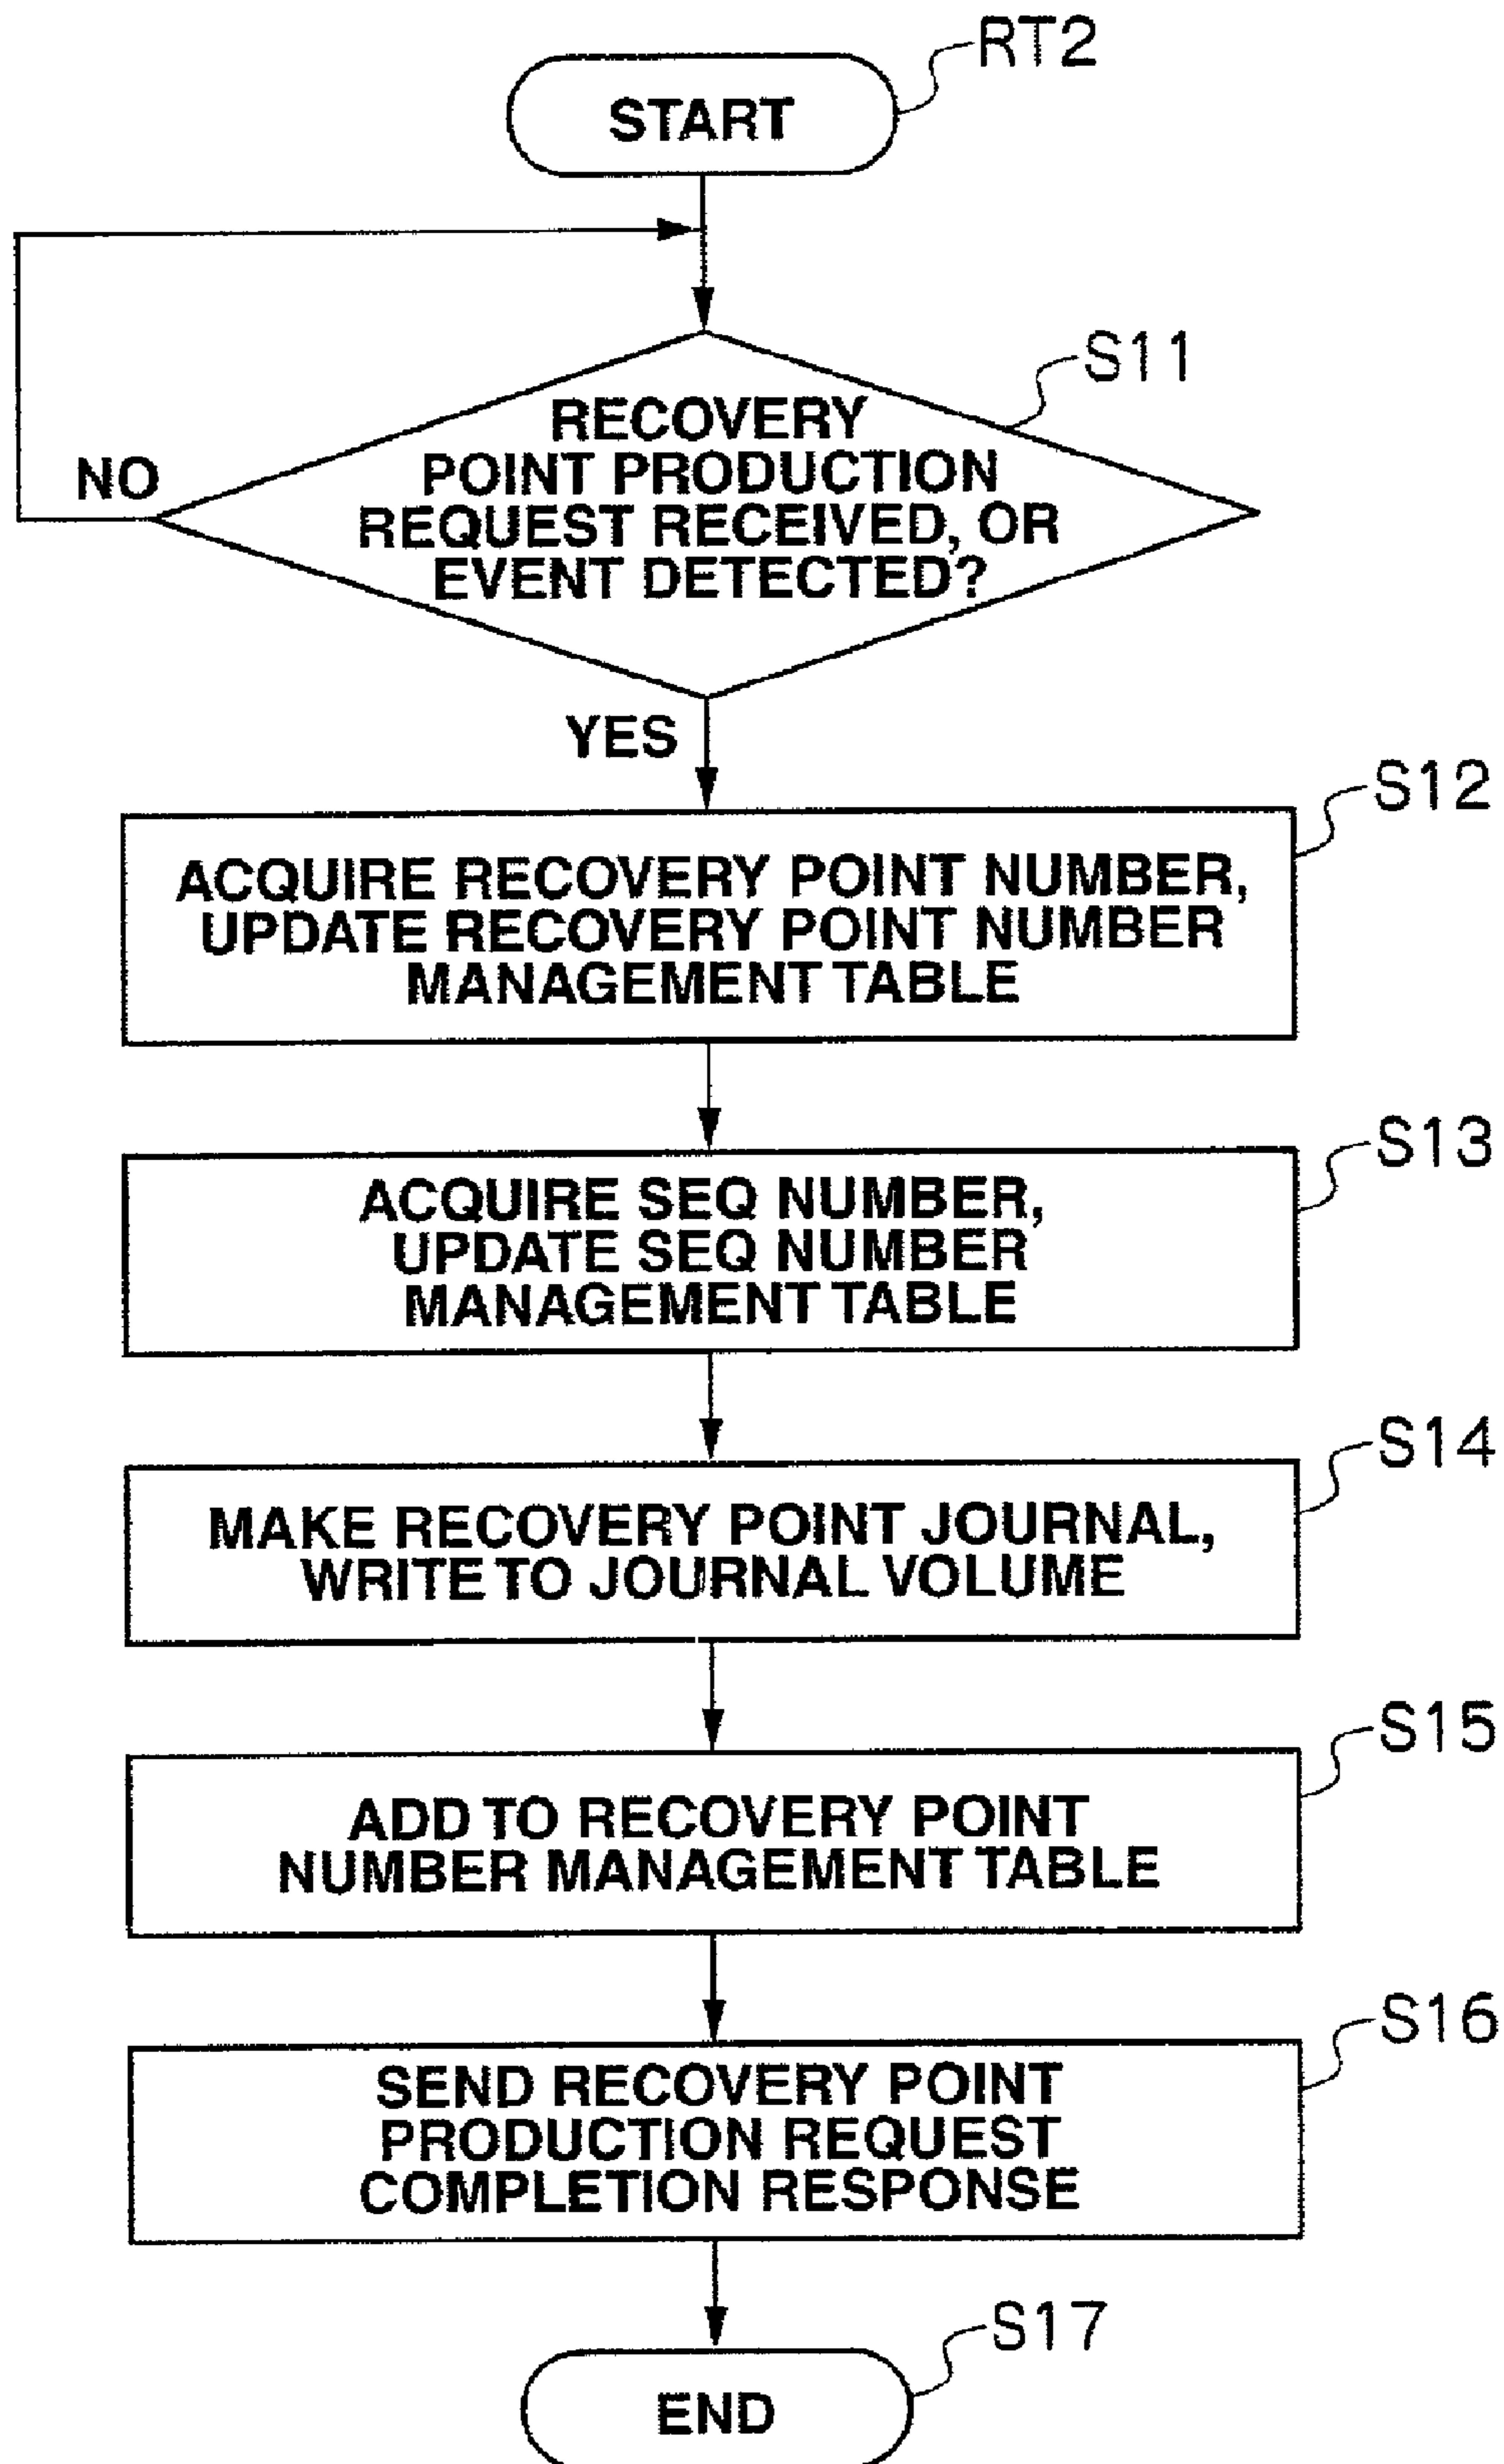 RT2
START
S11
RECOVERY
POINT PRODUCTION
REQUEST RECEIVED, OR
EVENT DETECTED?
NO
YES
S12
ACQUIRE RECOVERY POINT NUMBER,
UPDATE RECOVERY POINT NUMBER
MANAGEMENT TABLE
S13
ACQUIRE SEQ NUMBER,
UPDATE SEQ NUMBER
MANAGEMENT TABLE
S14
MAKE RECOVERY POINT JOURNAL,
WRITE TO JOURNAL VOLUME
S15
ADD TO RECOVERY POINT
NUMBER MANAGEMENT TABLE
S16
SEND RECOVERY POINT
PRODUCTION REQUEST
COMPLETION RESPONSE
S17
END